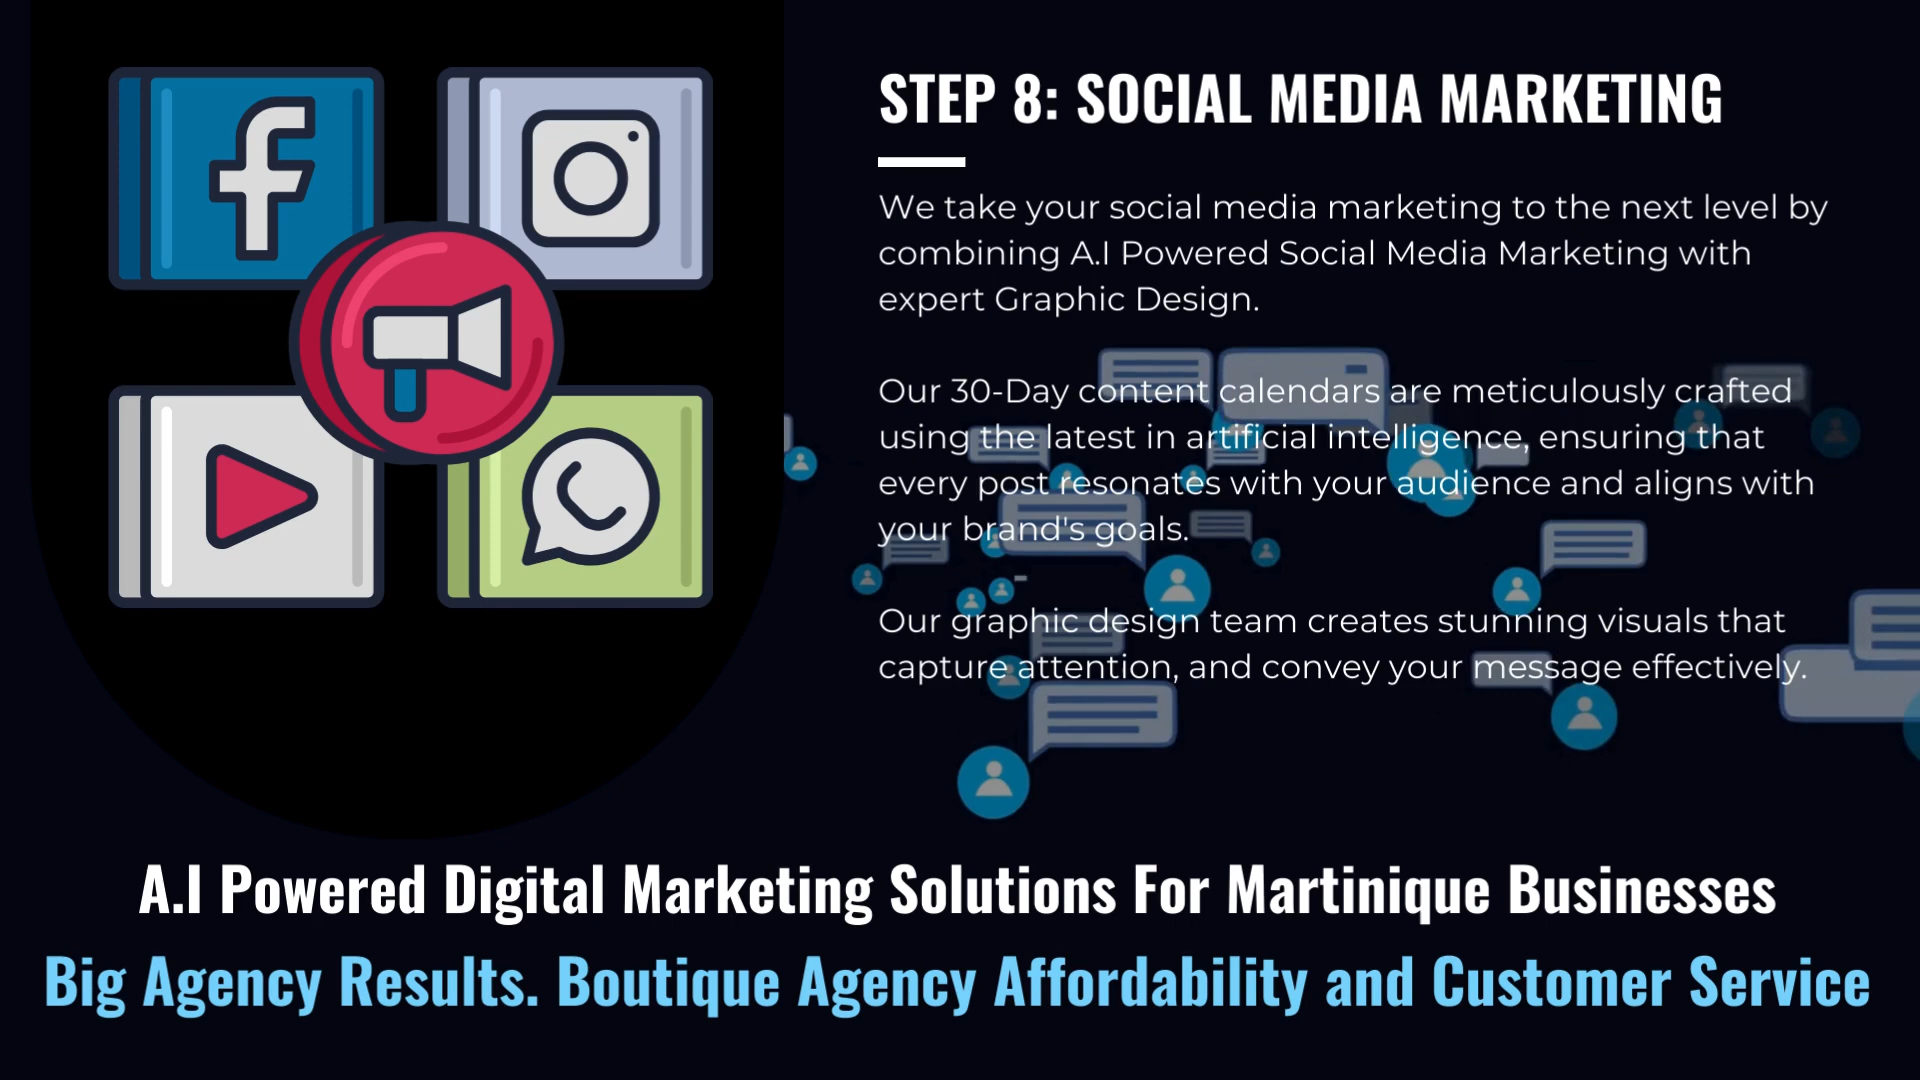 STEP 8: SOCIAL MEDIA MARKETING
We take your social media marketing to the next level by
combining A.I Powered Social Media Marketing with
expert Graphic Design.
Our 30-Day content calendars are meticulously crafted
using the latest in artificial intelligence, ensuring that
every post resonates with your audience and aligns with
your brand's goals.
Our graphic design team creates stunning visuals that
capture attention, and convey your message effectively.
A.I Powered Digital Marketing Solutions For Martinique Businesses
Big Agency Results. Boutique Agency Affordability and Customer Service